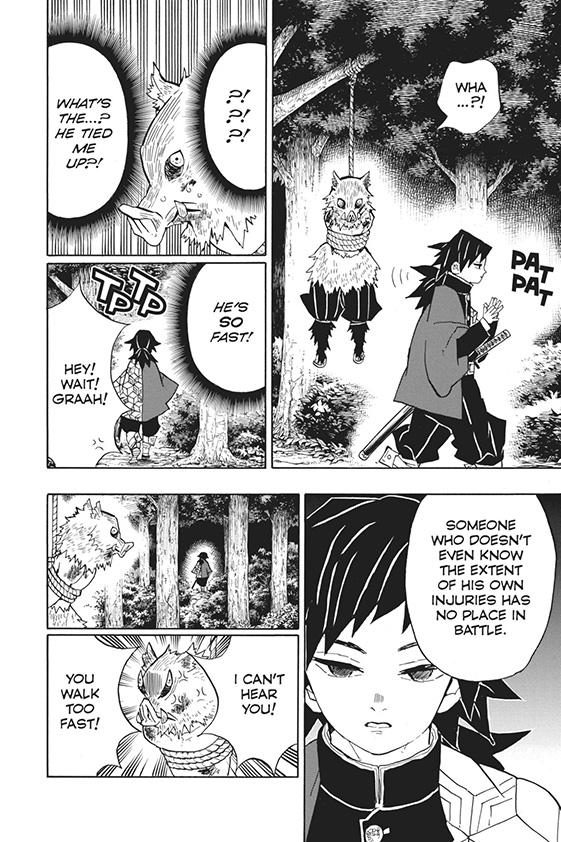 WHA
...?!
PAT
PAT
?!
?!
?!
WHAT'S
THE...?
HE TIED
ME
UP?!
HE'S
SO
FAST!
TP TP
HEY!
WAIT!
GRAAH!
SOMEONE
WHO DOESN'T
EVEN KNOW
THE EXTENT
OF HIS OWN
INJURIES HAS
NO PLACE IN
BATTLE.
I CAN'T
HEAR
YOU!
YOU
WALK
TOO
FAST!